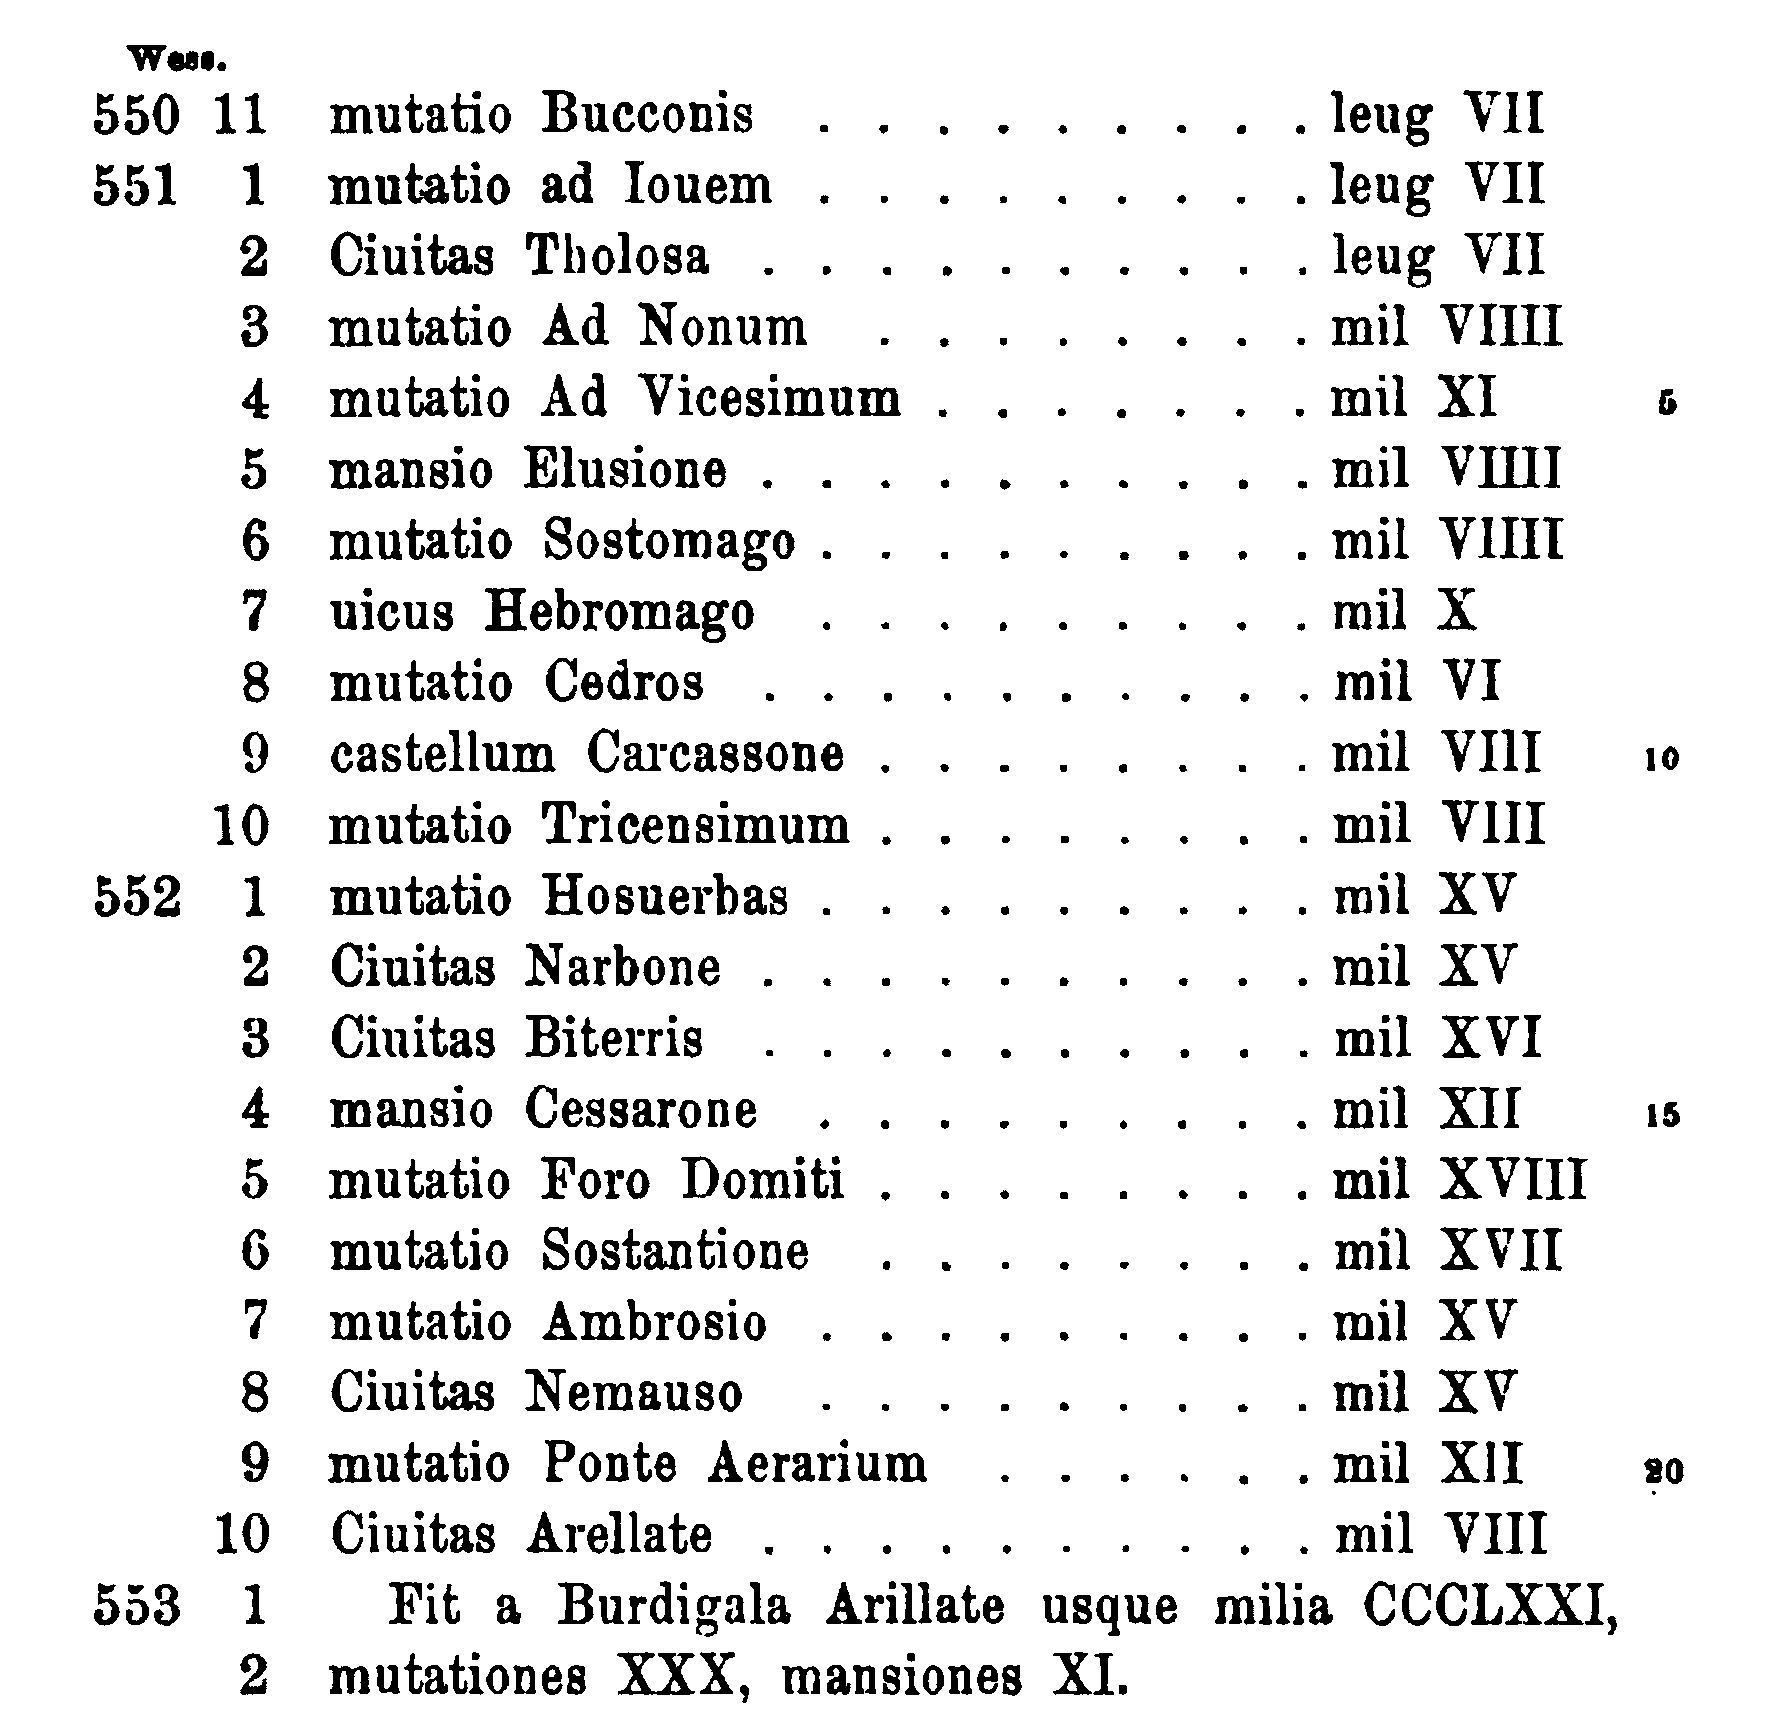 Wess.
550 11 mutatio Bucconis . . . . . . . . . leug VII
551 1 mutatio ad Iouem . . . . . . . . . leug VII
2 Ciuitas Tholosa . . . . . . . . . . leug VII
3 mutatio Ad Nonum . . . . . . . . mil VIIII
4 mutatio Ad Vicesimum . . . . . . . mil XI 5
5 mansio Elusione . . . . . . . . . . mil VIIII
6 mutatio Sostomago . . . . . . . . . mil VIIII
7 uicus Hebromago . . . . . . . . . mil X
8 mutatio Cedros . . . . . . . . . . mil VI
9 castellum Carcassone . . . . . . . . mil VIII 10
10 mutatio Tricensimum . . . . . . . . mil VIII
552 1 mutatio Hosuerbas . . . . . . . . . mil XV
2 Ciuitas Narbone . . . . . . . . . . mil XV
3 Ciuitas Biterris . . . . . . . . . . mil XVI
4 mansio Cessarone . . . . . . . . . mil XII 15
5 mutatio Foro Domiti . . . . . . . . mil XVIII
6 mutatio Sostantione . . . . . . . . mil XVII
7 mutatio Ambrosio . . . . . . . . . mil XV
8 Ciuitas Nemauso . . . . . . . . . mil XV
9 mutatio Ponte Aerarium . . . . . . mil XII 20
10 Ciuitas Arellate . . . . . . . . . . mil VIII
553 1 Fit a Burdigala Arillate usque milia CCCLXXI,
2 mutationes XXX, mansiones XI.